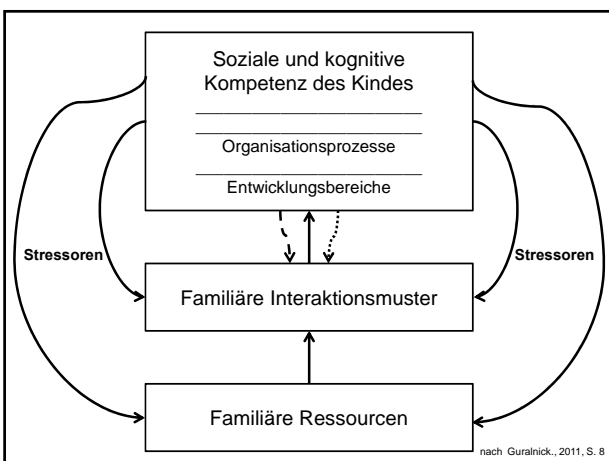 Soziale und kognitive
Kompetenz des Kindes
Organisationsprozesse
Entwicklungsbereiche
Stressoren
Stressoren
Familiäre Interaktionsmuster
Familiäre Ressourcen
nach Guralnick., 2011, S. 8